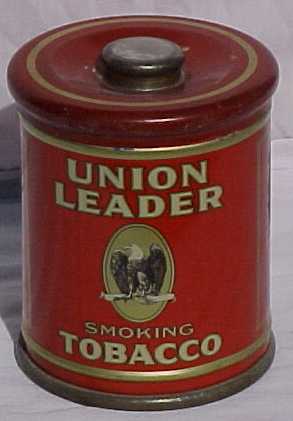 UNION
LEADER
SMOKING
TOBACCO